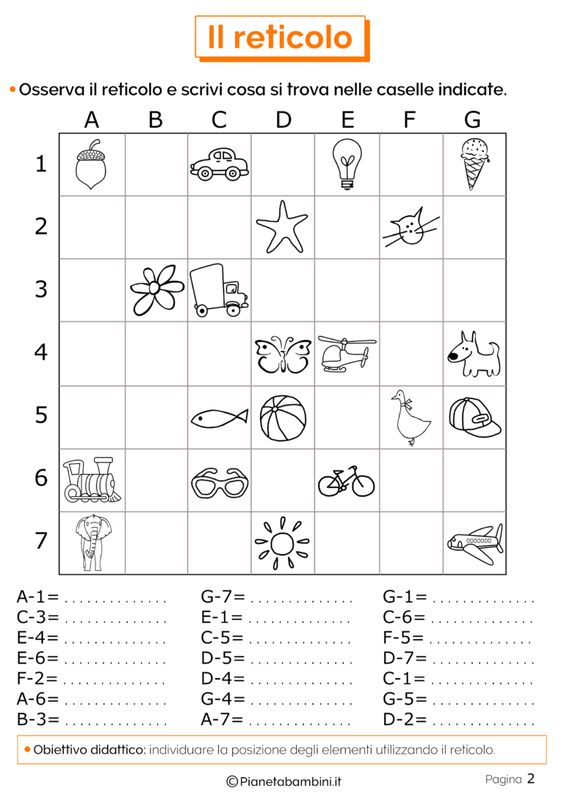 Il reticolo
• Osserva il reticolo e scrivi cosa si trova nelle caselle indicate.
A B C D E F G
1
2
3
4
5
6
7
A-1= . . . . . . . . . . . . . . G-7= . . . . . . . . . . . . . . G-1= . . . . . . . . . . . . . .
C-3= . . . . . . . . . . . . . . E-1= . . . . . . . . . . . . . . C-6= . . . . . . . . . . . . . .
E-4= . . . . . . . . . . . . . . C-5= . . . . . . . . . . . . . . F-5= . . . . . . . . . . . . . .
E-6= . . . . . . . . . . . . . . D-5= . . . . . . . . . . . . . . D-7= . . . . . . . . . . . . . .
F-2= . . . . . . . . . . . . . . D-4= . . . . . . . . . . . . . . C-1= . . . . . . . . . . . . . .
A-6= . . . . . . . . . . . . . . G-4= . . . . . . . . . . . . . . G-5= . . . . . . . . . . . . . .
B-3= . . . . . . . . . . . . . . A-7= . . . . . . . . . . . . . . D-2= . . . . . . . . . . . . . .
• Obiettivo didattico: individuare la posizione degli elementi utilizzando il reticolo.
©Pianetabambini.it
Pagina 2